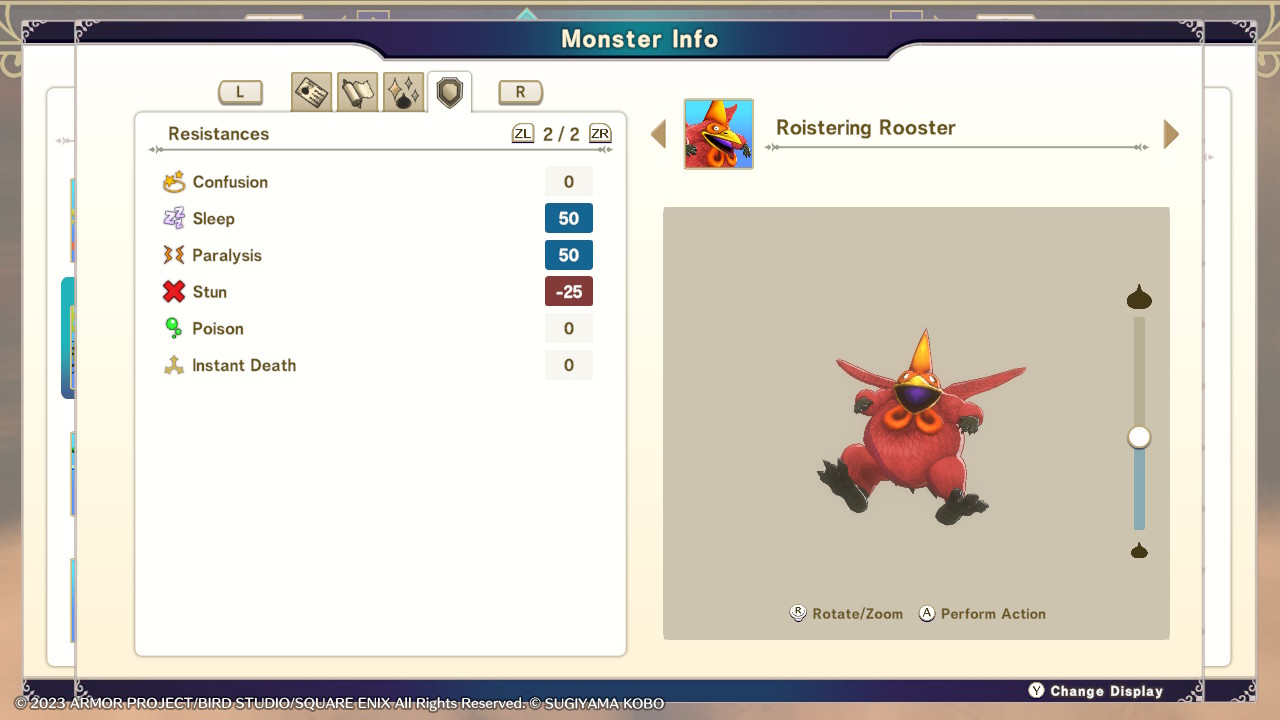 Monster Info
L
R
Resistances
ZL 2 / 2 ZR
Confusion 0
Sleep 50
Paralysis 50
Stun -25
Poison 0
Instant Death 0
Roistering Rooster
R Rotate/Zoom A Perform Action
Y Change Display
© 2023 ARMOR PROJECT/BIRD STUDIO/SQUARE ENIX All Rights Reserved. © SUGIYAMA KOBO